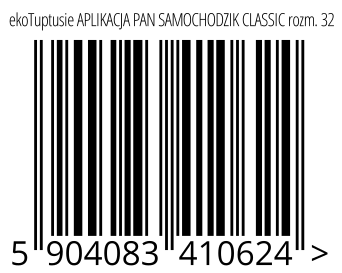 ekoTuptusie APLIKACJA PAN SAMOCHODZIK CLASSIC rozm. 32
5 904083 410624 >